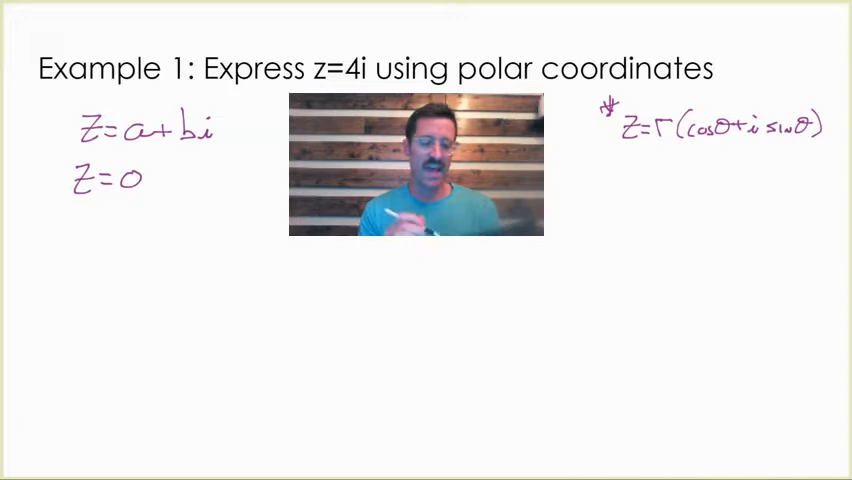 Example 1: Express z=4i using polar coordinates
z=a+bi
z=r(cosθ+i sinθ)
z=0